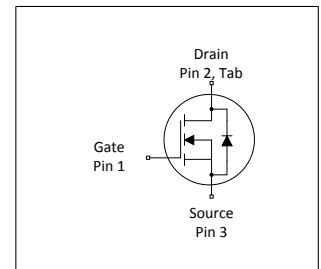 Drain
Pin 2, Tab
Gate
Pin 1
Source
Pin 3